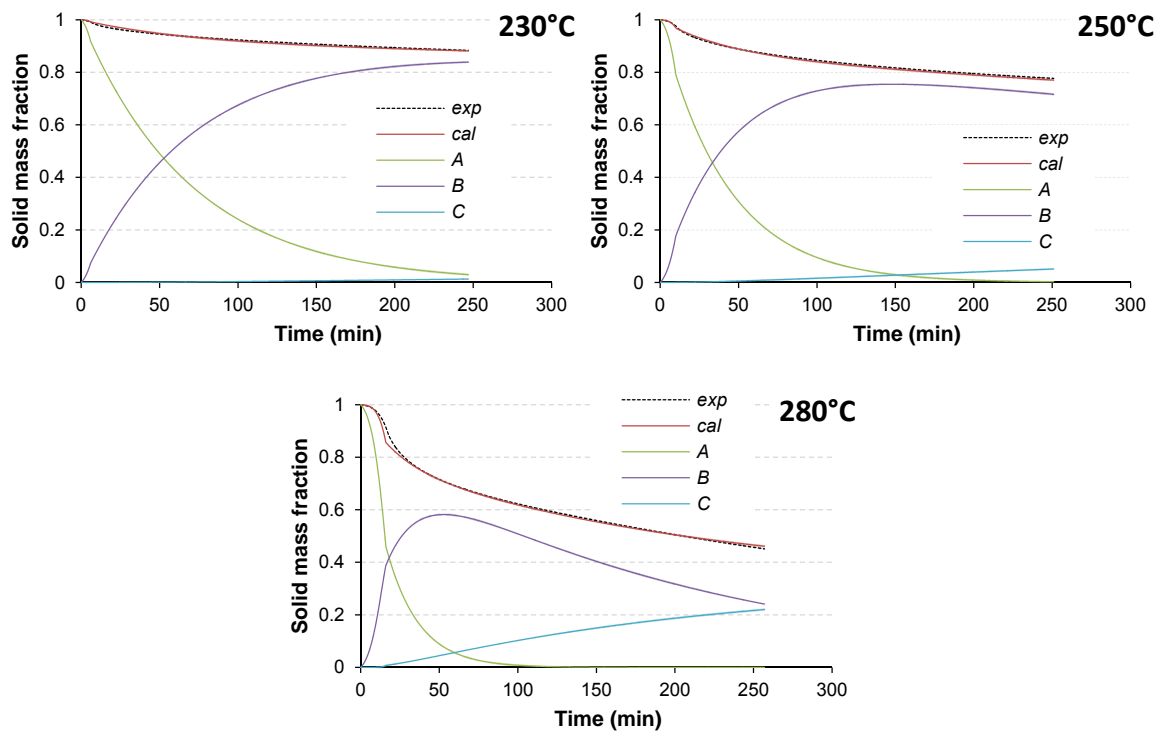 230°C
Solid mass fraction
1
0.8
0.6
0.4
0.2
0
exp
cal
A
B
C
0 50 100 150 200 250 300
Time (min)
250°C
Solid mass fraction
1
0.8
0.6
0.4
0.2
0
exp
cal
A
B
C
0 50 100 150 200 250 300
Time (min)
280°C
Solid mass fraction
1
0.8
0.6
0.4
0.2
0
exp
cal
A
B
C
0 50 100 150 200 250 300
Time (min)